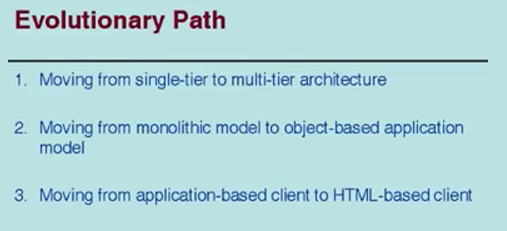 Evolutionary Path
1. Moving from single-tier to multi-tier architecture
2. Moving from monolithic model to object-based application
model
3. Moving from application-based client to HTML-based client